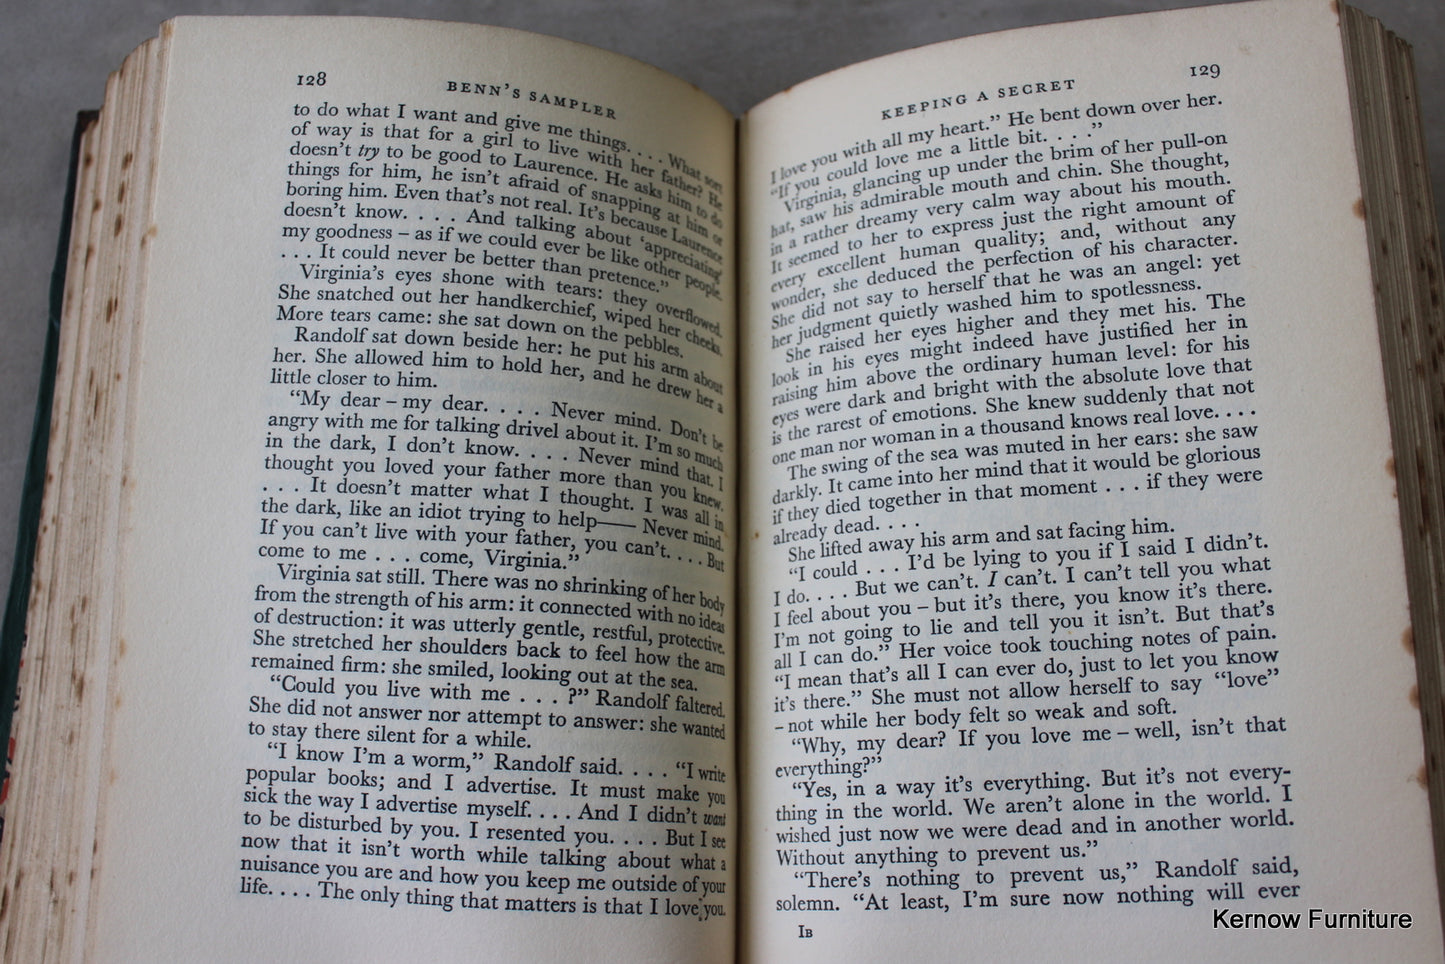 128
BENN'S SAMPLER
to do what I want and give me things. . . . What sort
of way is that for a girl to live with her father? He
doesn't try to be good to Laurence. He asks him to do
things for him, he isn't afraid of snapping at him or
boring him. Even that's not real. It's because Laurence
doesn't know. . . . And talking about 'appreciating'
my goodness – as if we could ever be like other people.
. . . It could never be better than pretence."
Virginia's eyes shone with tears: they overflowed.
She snatched out her handkerchief, wiped her cheeks.
More tears came: she sat down on the pebbles.
Randolf sat down beside her: he put his arm about
her. She allowed him to hold her, and he drew her a
little closer to him.
"My dear – my dear. . . . Never mind. Don't be
angry with me for talking drivel about it. I'm so much
in the dark, I don't know. . . . Never mind that. I
thought you loved your father more than you knew.
. . . It doesn't matter what I thought. I was all in
the dark, like an idiot trying to help—— Never mind.
If you can't live with your father, you can't. . . . But
come to me . . . come, Virginia."
Virginia sat still. There was no shrinking of her body
from the strength of his arm: it connected with no ideas
of destruction: it was utterly gentle, restful, protective.
She stretched her shoulders back to feel how the arm
remained firm: she smiled, looking out at the sea.
"Could you live with me . . . ?" Randolf faltered.
She did not answer nor attempt to answer: she wanted
to stay there silent for a while.
"I know I'm a worm," Randolf said. . . . "I write
popular books; and I advertise. It must make you
sick the way I advertise myself. . . . And I didn't want
to be disturbed by you. I resented you. . . . But I see
now that it isn't worth while talking about what a
nuisance you are and how you keep me outside of your
life. . . . The only thing that matters is that I love you.
KEEPING A SECRET
129
I love you with all my heart." He bent down over her.
"If you could love me a little bit. . . ."
Virginia, glancing up under the brim of her pull-on
hat, saw his admirable mouth and chin. She thought,
in a rather dreamy very calm way about his mouth.
It seemed to her to express just the right amount of
every excellent human quality; and, without any
wonder, she deduced the perfection of his character.
She did not say to herself that he was an angel: yet
her judgment quietly washed him to spotlessness.
She raised her eyes higher and they met his. The
look in his eyes might indeed have justified her in
raising him above the ordinary human level: for his
eyes were dark and bright with the absolute love that
is the rarest of emotions. She knew suddenly that not
one man nor woman in a thousand knows real love. . . .
The swing of the sea was muted in her ears: she saw
darkly. It came into her mind that it would be glorious
if they died together in that moment . . . if they were
already dead. . . .
She lifted away his arm and sat facing him.
"I could . . . I'd be lying to you if I said I didn't.
I do. . . . But we can't. I can't. I can't tell you what
I feel about you – but it's there, you know it's there.
I'm not going to lie and tell you it isn't. But that's
all I can do." Her voice took touching notes of pain.
"I mean that's all I can ever do, just to let you know
it's there." She must not allow herself to say "love"
– not while her body felt so weak and soft.
"Why, my dear? If you love me – well, isn't that
everything?"
"Yes, in a way it's everything. But it's not every-
thing in the world. We aren't alone in the world. I
wished just now we were dead and in another world.
Without anything to prevent us."
"There's nothing to prevent us," Randolf said,
solemn. "At least, I'm sure now nothing will ever
IB
Kernow Furniture